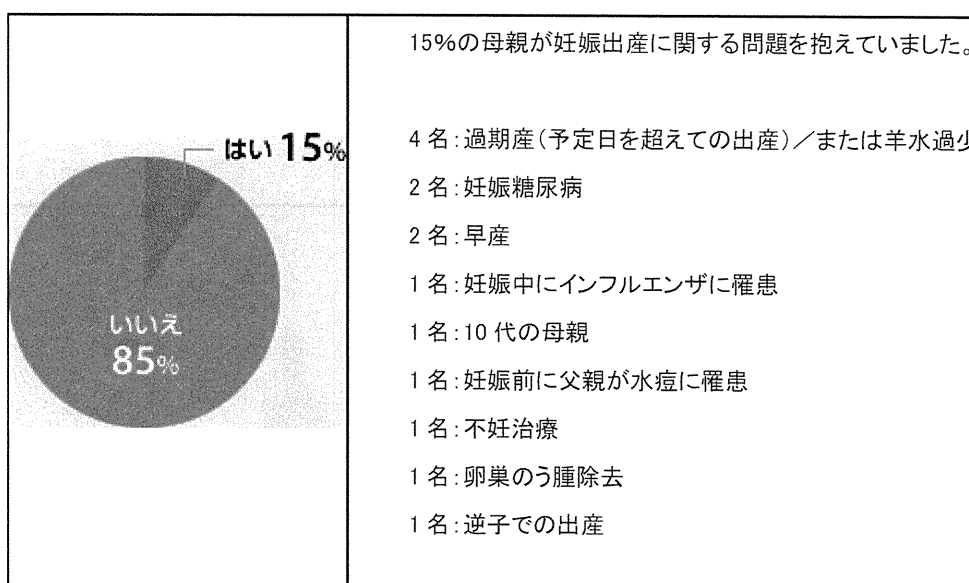 はい 15%
いいえ
85%
15%の母親が妊娠出産に関する問題を抱えていました。
4 名：過期産（予定日を超えての出産）／または羊水過少
2 名：妊娠糖尿病
2 名：早産
1 名：妊娠中にインフルエンザに罹患
1 名：10 代の母親
1 名：妊娠前に父親が水痘に罹患
1 名：不妊治療
1 名：卵巣のう腫除去
1 名：逆子での出産